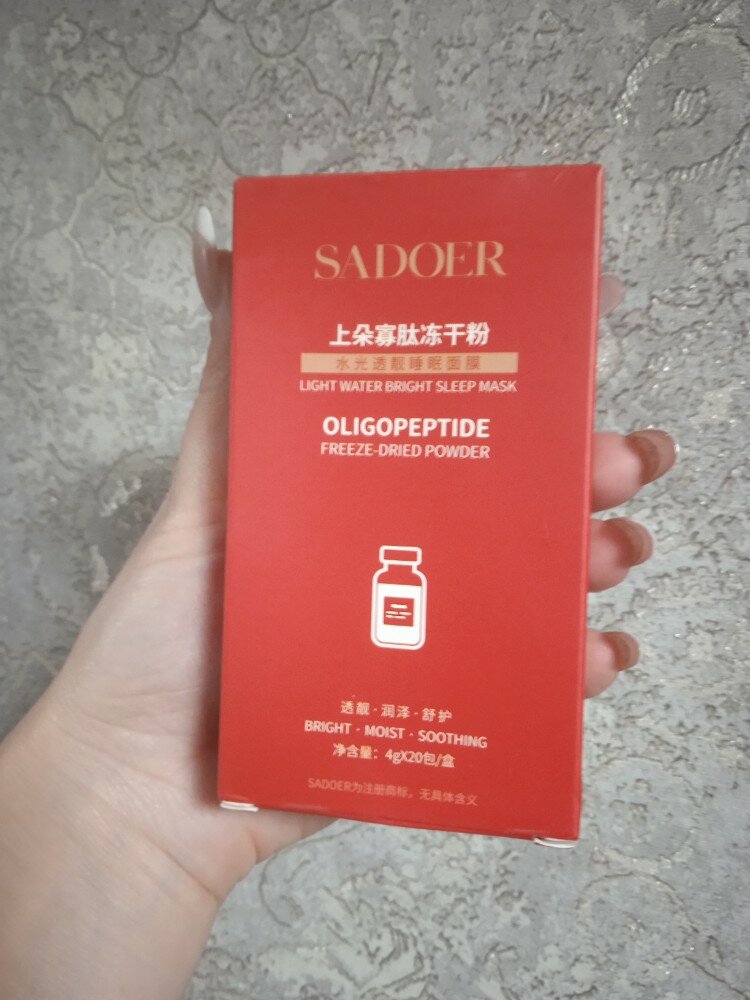 SADOER
上朵寡肽冻干粉
水光透靓睡眠面膜
LIGHT WATER BRIGHT SLEEP MASK
OLIGOPEPTIDE
FREEZE-DRIED POWDER
透靓·润泽·舒护
BRIGHT · MOIST · SOOTHING
净含量：4gX20包/盒
SADOER为注册商标，无具体含义